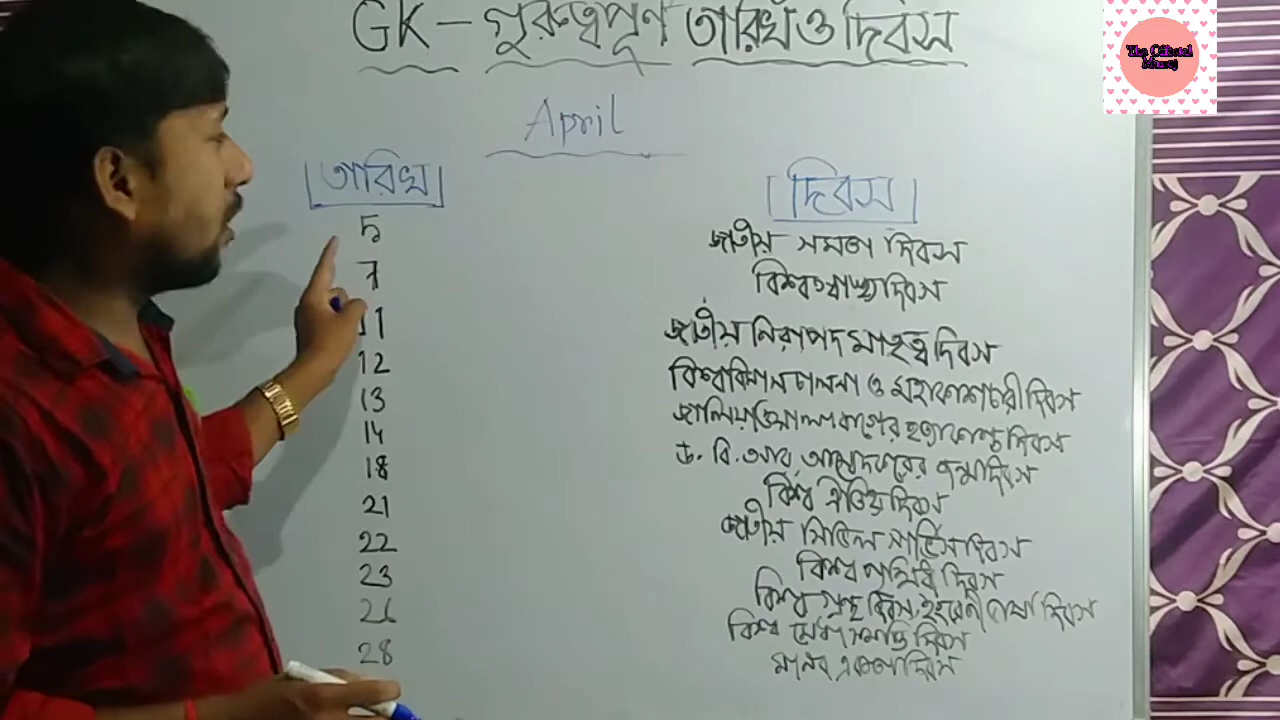 GK - গুরুত্বপূর্ণ তারিখ ও দিবস
The Official
April
তারিখ
দিবস
5 জাতীয় সমতা দিবস
7 বিশ্ব স্বাস্থ্য দিবস
11 জাতীয় নিরাপদ মাতৃত্ব দিবস
12 বিশ্ব বিমান চালনা ও মহাকাশচারী দিবস
13 জালিয়ানওয়ালাবাগের হত্যাকাণ্ড দিবস
14 ড. বি. আর. আম্বেদকরের জন্মদিবস
18 বিশ্ব ঐতিহ্য দিবস
21 জাতীয় সিভিল সার্ভিস দিবস
22 বিশ্ব পৃথিবী দিবস
23 বিশ্ব গ্রন্থ দিবস, ইংরেজী ভাষা দিবস
26 বিশ্ব মেধা সম্পত্তি দিবস
28 মানব একতা দিবস